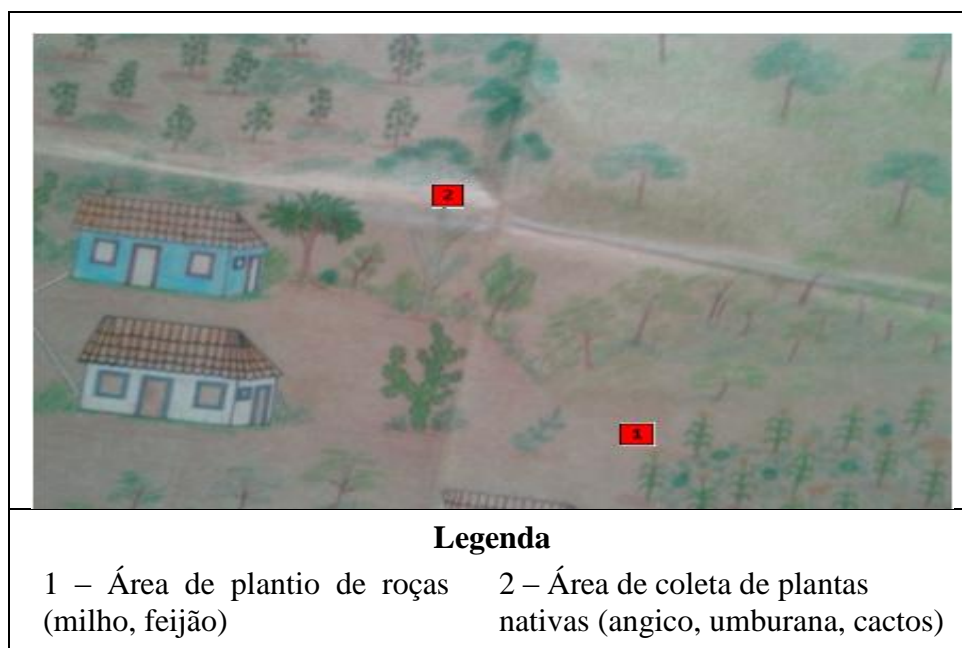 2
1
Legenda
1 – Área de plantio de roças
(milho, feijão)
2 – Área de coleta de plantas
nativas (angico, umburana, cactos)